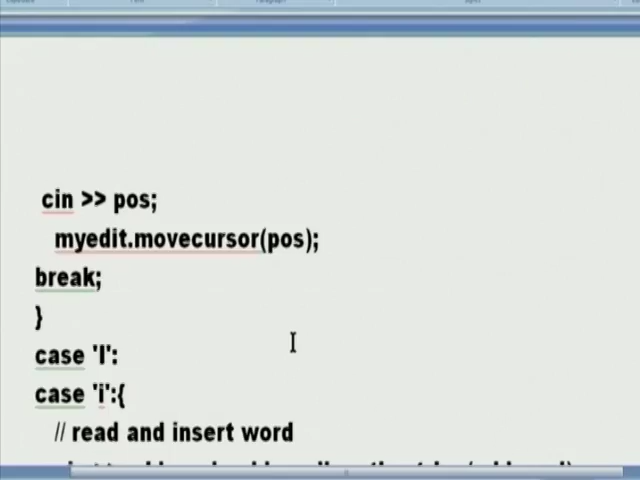 cin >> pos;
myedit.movecursor(pos);
break;
}
case 'I':
case 'i':{
// read and insert word